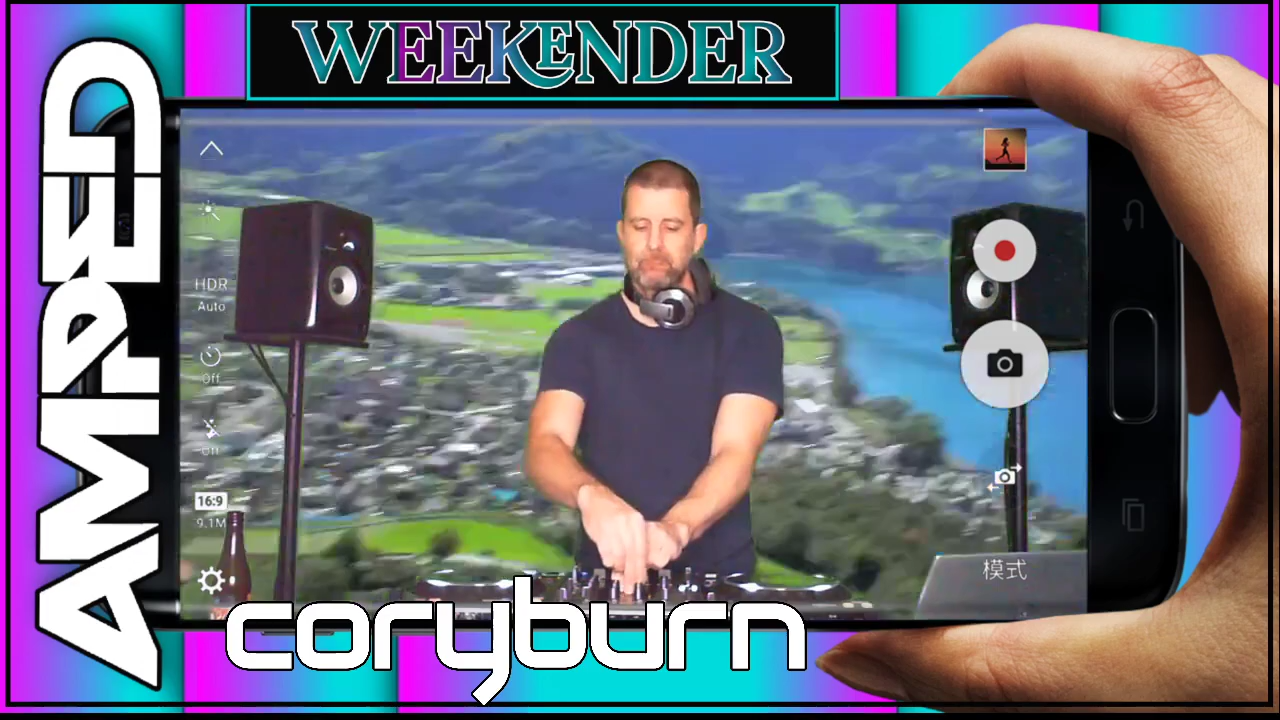 WEEKENDER
AMPED
HDR
Auto
Off
Off
16:9
9.1M
模式
coryburn